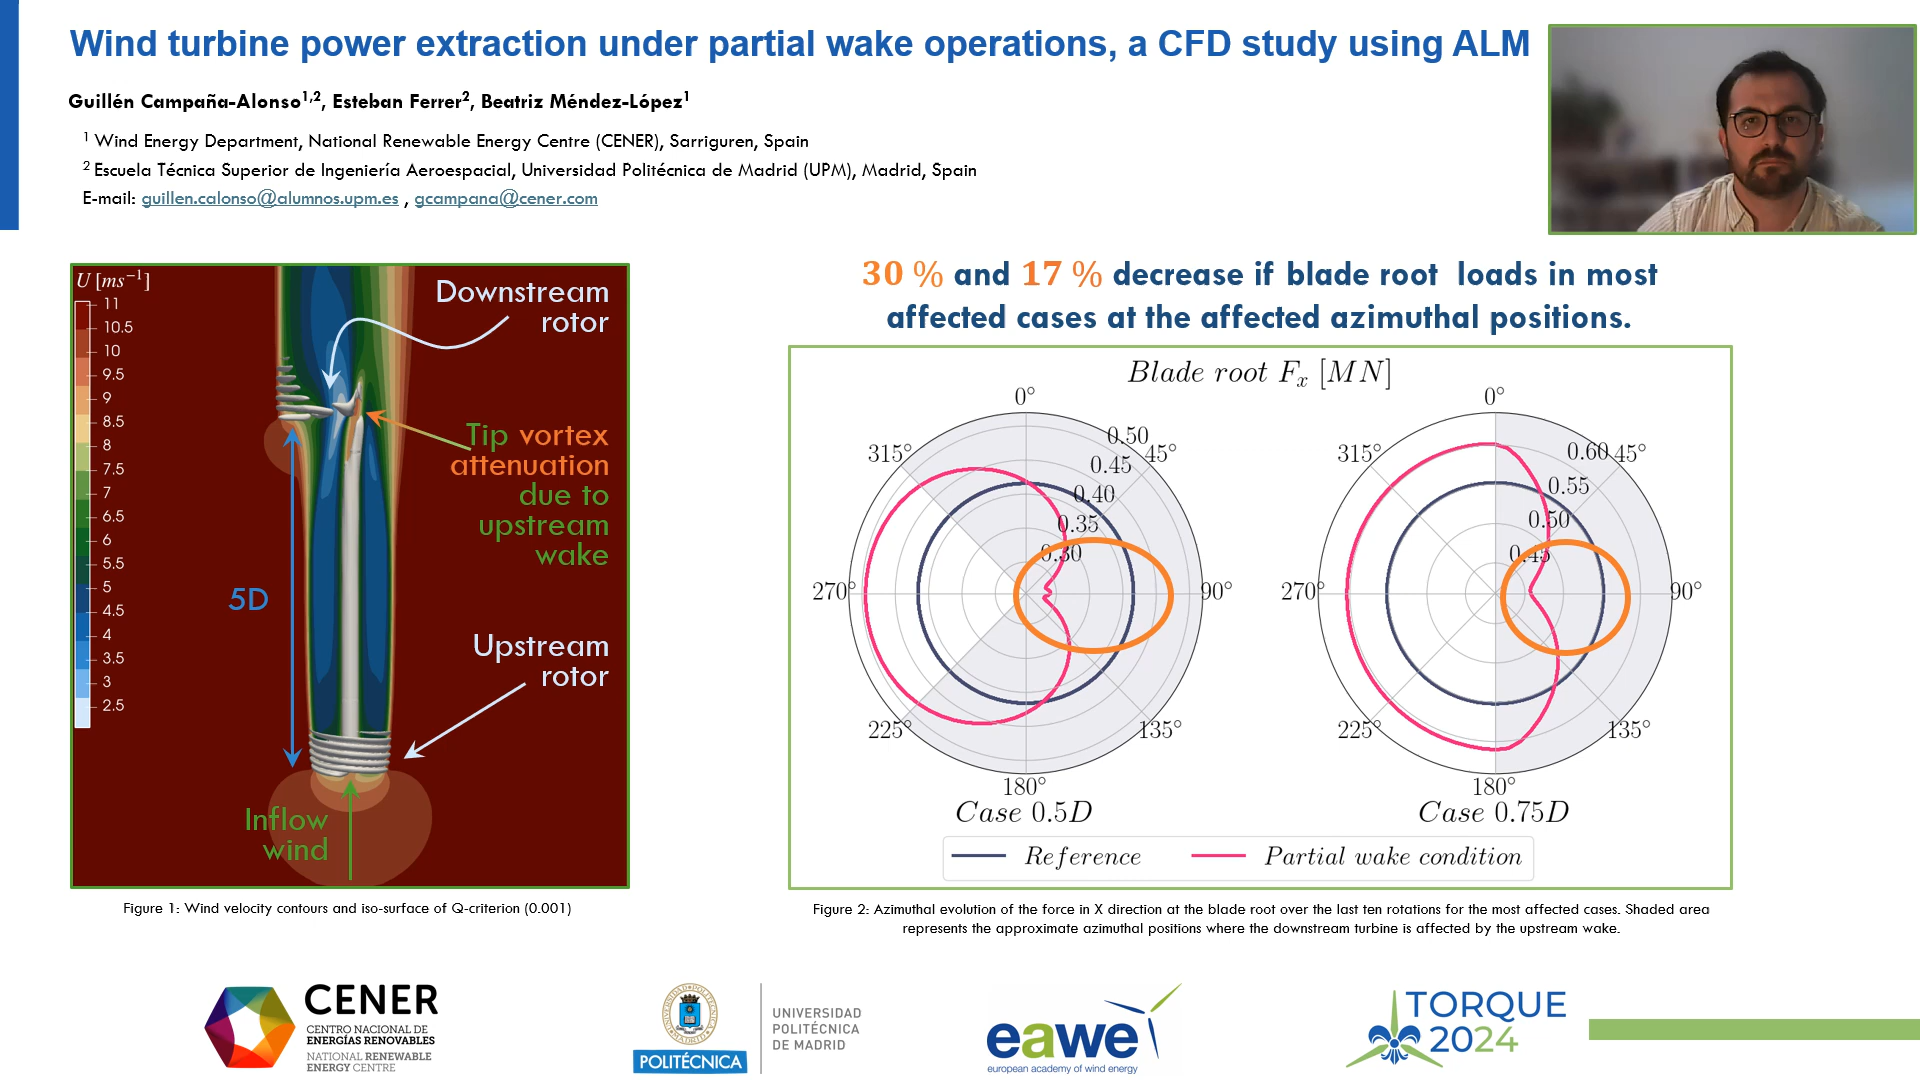 Wind turbine power extraction under partial wake operations, a CFD study using ALM
Guillén Campaña-Alonso1,2, Esteban Ferrer2, Beatriz Méndez-López1
1 Wind Energy Department, National Renewable Energy Centre (CENER), Sarriguren, Spain
2 Escuela Técnica Superior de Ingeniería Aeroespacial, Universidad Politécnica de Madrid (UPM), Madrid, Spain
E-mail: guillen.calonso@alumnos.upm.es , gcampana@cener.com
U [ms−1]
11
10.5
10
9.5
9
8.5
8
7.5
7
6.5
6
5.5
5
4.5
4
3.5
3
2.5
Downstream
rotor
Tip vortex
attenuation
due to
upstream
wake
5D
Upstream
rotor
Inflow
wind
Figure 1: Wind velocity contours and iso-surface of Q-criterion (0.001)
30 % and 17 % decrease if blade root loads in most
affected cases at the affected azimuthal positions.
Blade root Fx [MN]
0°
45°
90°
135°
180°
225°
270°
315°
0.50
0.45
0.40
0.35
0.30
Case 0.5D
0°
45°
90°
135°
180°
225°
270°
315°
0.60
0.55
0.50
0.45
Case 0.75D
Reference
Partial wake condition
Figure 2: Azimuthal evolution of the force in X direction at the blade root over the last ten rotations for the most affected cases. Shaded area
represents the approximate azimuthal positions where the downstream turbine is affected by the upstream wake.
CENER
CENTRO NACIONAL DE
ENERGÍAS RENOVABLES
NATIONAL RENEWABLE
ENERGY CENTRE
POLITÉCNICA
UNIVERSIDAD
POLITÉCNICA
DE MADRID
eawe
european academy of wind energy
TORQUE
2024